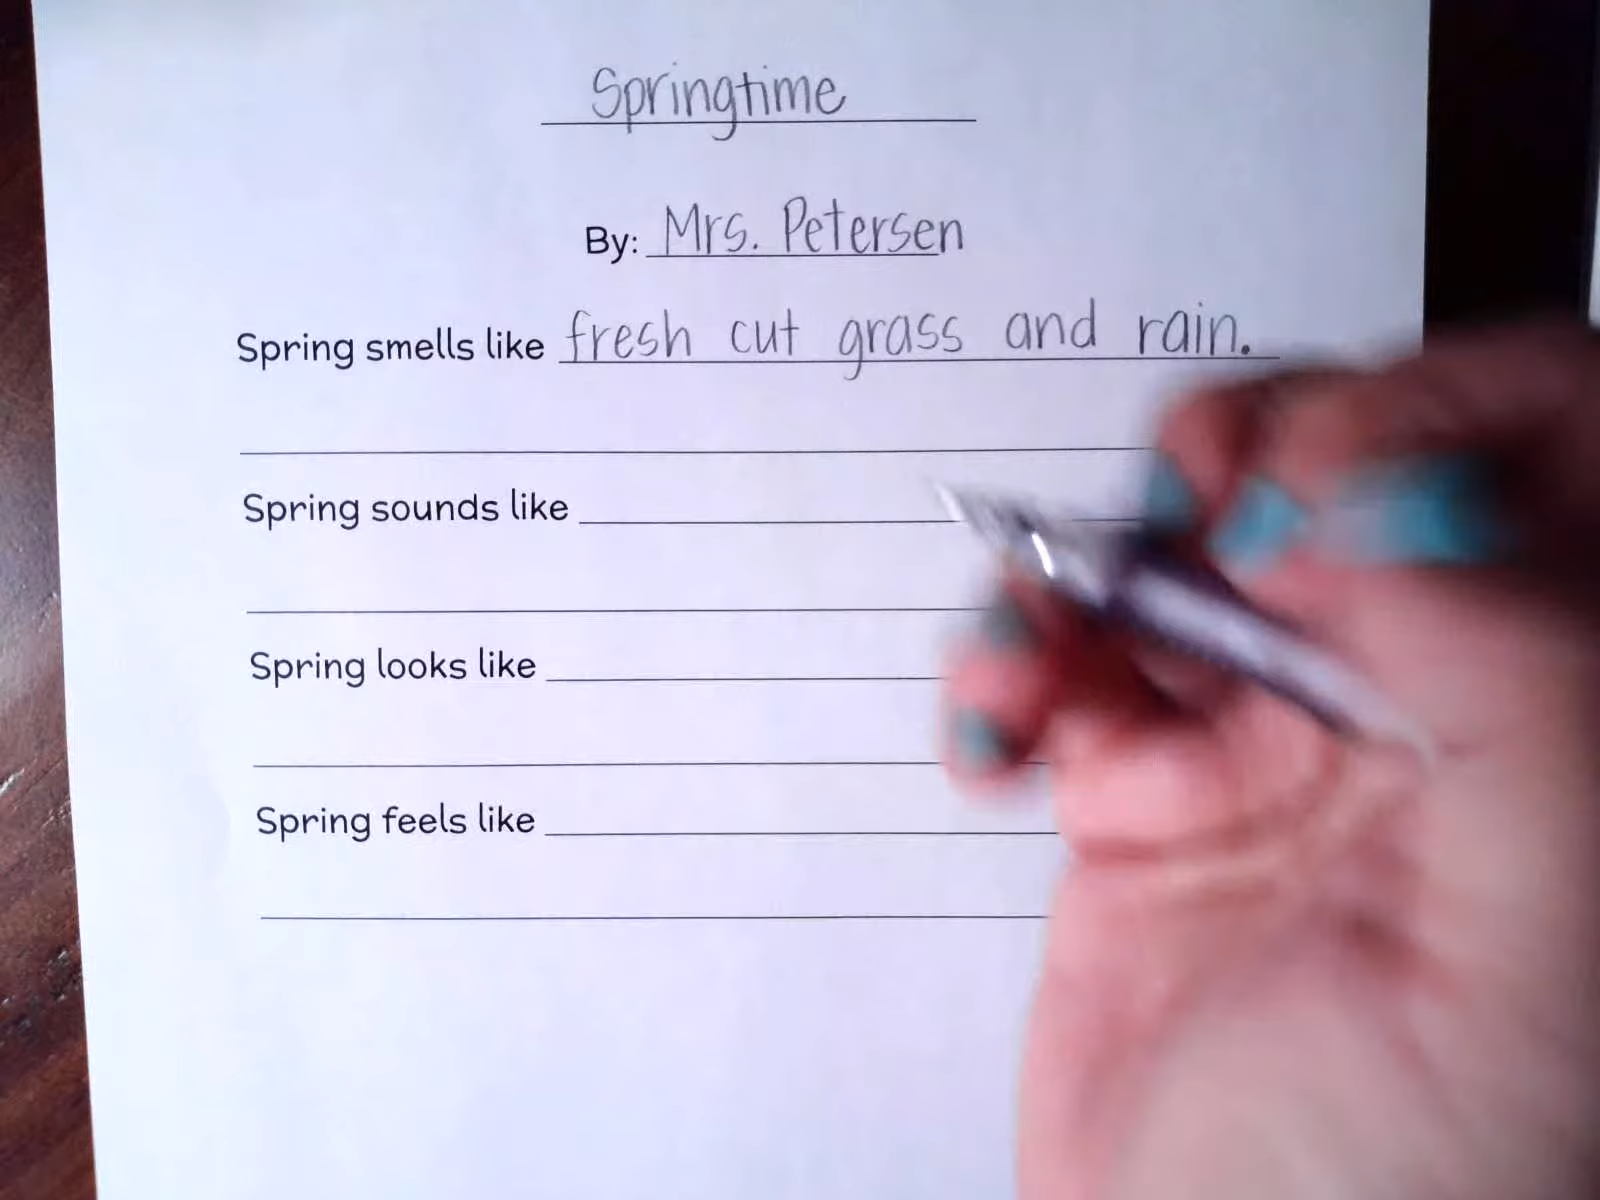 Springtime
By: Mrs. Petersen
Spring smells like fresh cut grass and rain.
Spring sounds like
Spring looks like
Spring feels like